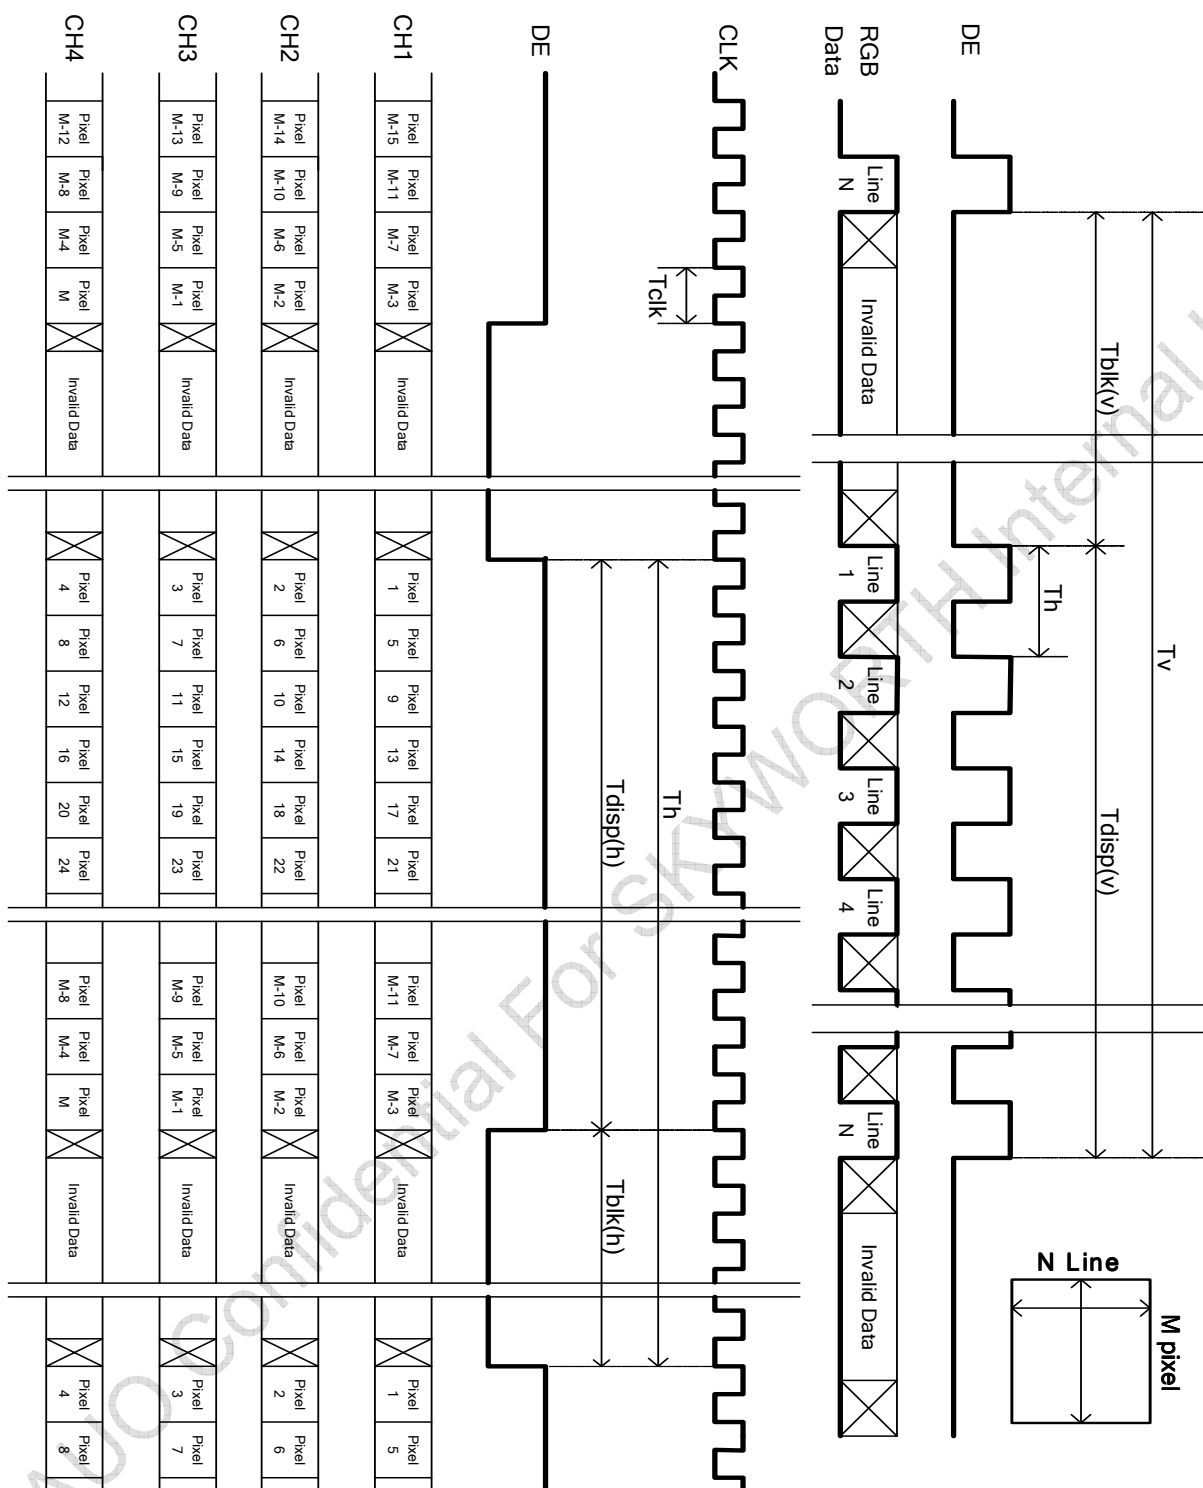 Tv
Tblk(v)
Tdisp(v)
Th
DE
RGB
Data
Line
N
Invalid Data
Line
1
Line
2
Line
3
Line
4
Line
N
Invalid Data
N Line
M pixel
CLK
Tclk
Th
Tdisp(h)
Tblk(h)
DE
CH1
Pixel M-15
Pixel M-11
Pixel M-7
Pixel M-3
Invalid Data
Pixel 1
Pixel 5
Pixel 9
Pixel 13
Pixel 17
Pixel 21
Pixel M-11
Pixel M-7
Pixel M-3
Invalid Data
Pixel 1
Pixel 5
CH2
Pixel M-14
Pixel M-10
Pixel M-6
Pixel M-2
Invalid Data
Pixel 2
Pixel 6
Pixel 10
Pixel 14
Pixel 18
Pixel 22
Pixel M-10
Pixel M-6
Pixel M-2
Invalid Data
Pixel 2
Pixel 6
CH3
Pixel M-13
Pixel M-9
Pixel M-5
Pixel M-1
Invalid Data
Pixel 3
Pixel 7
Pixel 11
Pixel 15
Pixel 19
Pixel 23
Pixel M-9
Pixel M-5
Pixel M-1
Invalid Data
Pixel 3
Pixel 7
CH4
Pixel M-12
Pixel M-8
Pixel M-4
Pixel M
Invalid Data
Pixel 4
Pixel 8
Pixel 12
Pixel 16
Pixel 20
Pixel 24
Pixel M-8
Pixel M-4
Pixel M
Invalid Data
Pixel 4
Pixel 8
AUO Confidential For SKYWORTH Internal